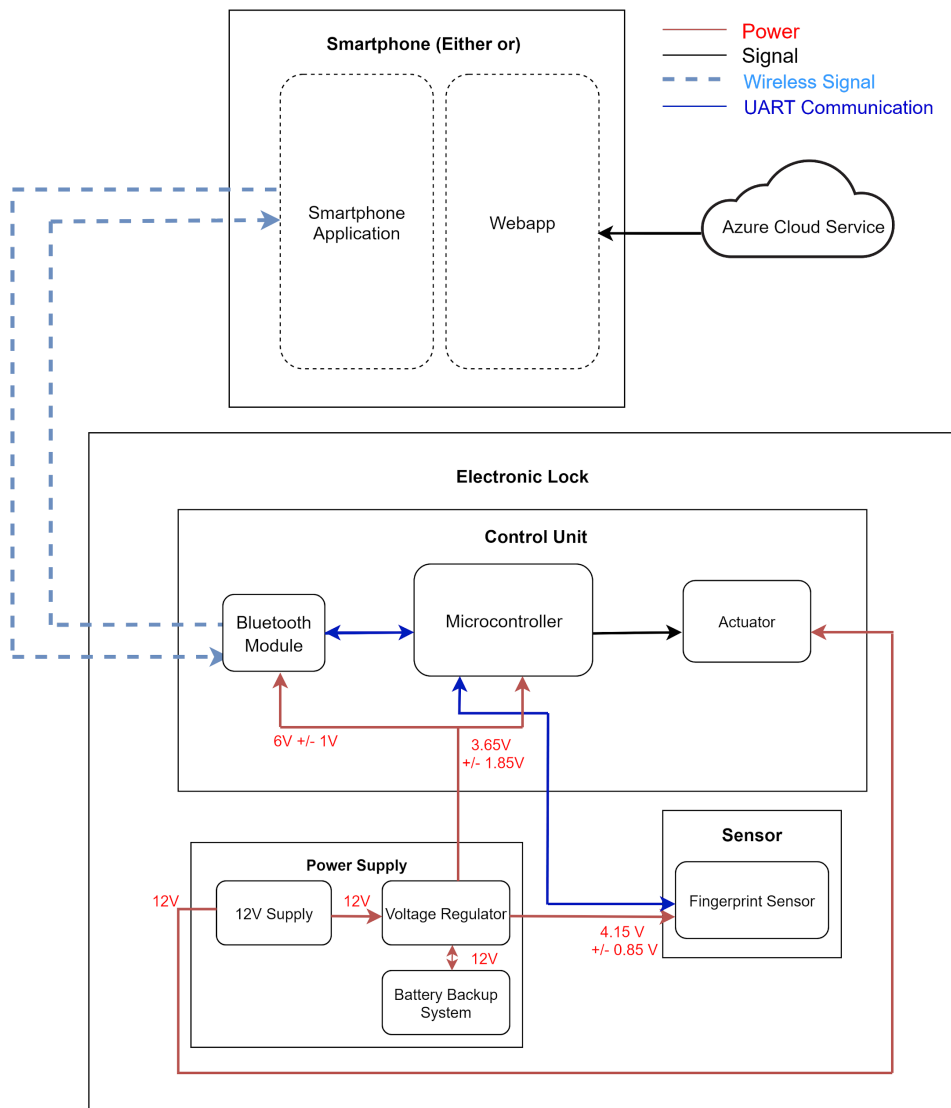 Power
Signal
Wireless Signal
UART Communication
Smartphone (Either or)
Smartphone
Application
Webapp
Azure Cloud Service
Electronic Lock
Control Unit
Bluetooth
Module
Microcontroller
Actuator
6V +/- 1V
3.65V
+/- 1.85V
Power Supply
12V
12V Supply
12V
Voltage Regulator
12V
Battery Backup
System
4.15 V
+/- 0.85 V
Sensor
Fingerprint Sensor